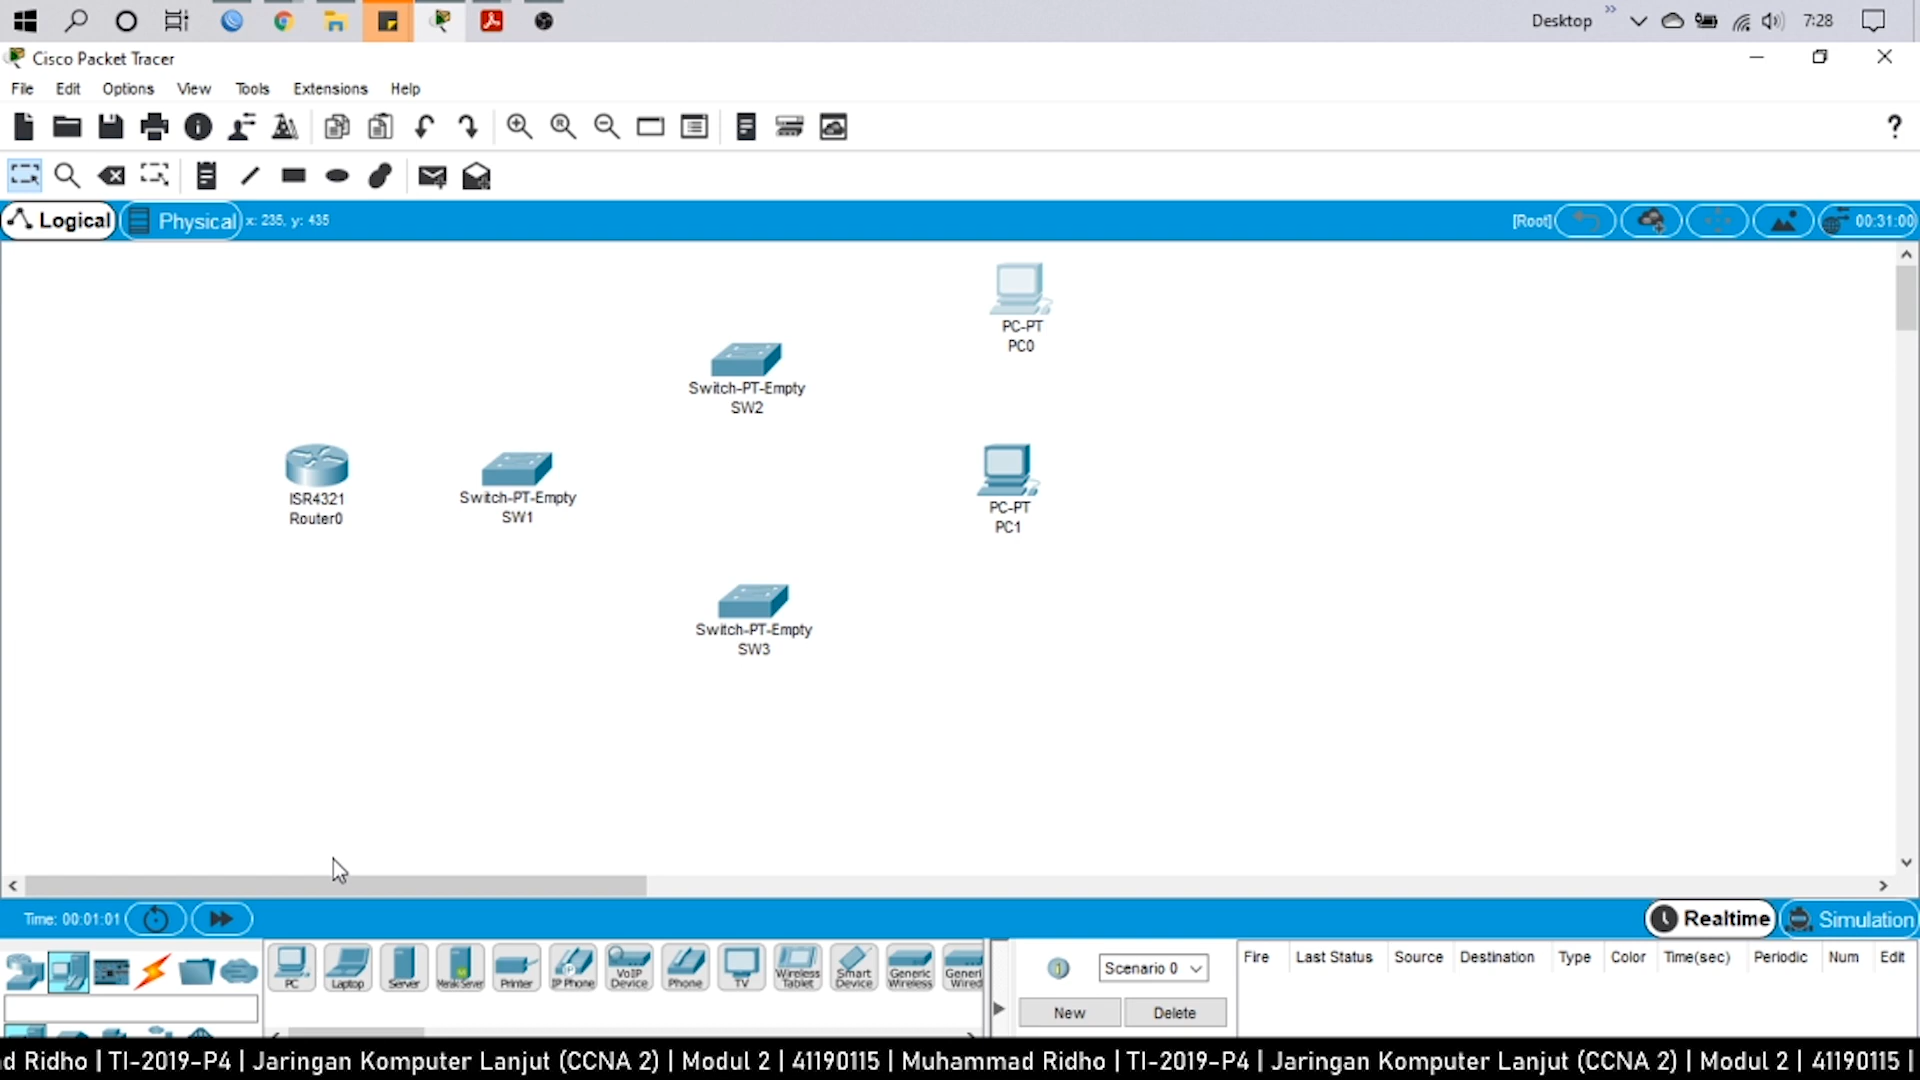 Desktop
7:28
Cisco Packet Tracer
File Edit Options View Tools Extensions Help
Logical Physical x: 235, y: 435 [Root] 00:31:00
PC-PT
PC0
Switch-PT-Empty
SW2
ISR4321
Router0
Switch-PT-Empty
SW1
PC-PT
PC1
Switch-PT-Empty
SW3
Time: 00:01:01 Realtime Simulation
PC Laptop Server Meraki Server Printer IP Phone VoIP Device Phone TV Wireless Tablet Smart Device Generic Wireless Generi Wired
Scenario 0
New Delete
Fire Last Status Source Destination Type Color Time(sec) Periodic Num Edit
ad Ridho | TI-2019-P4 | Jaringan Komputer Lanjut (CCNA 2) | Modul 2 | 41190115 | Muhammad Ridho | TI-2019-P4 | Jaringan Komputer Lanjut (CCNA 2) | Modul 2 | 41190115 |